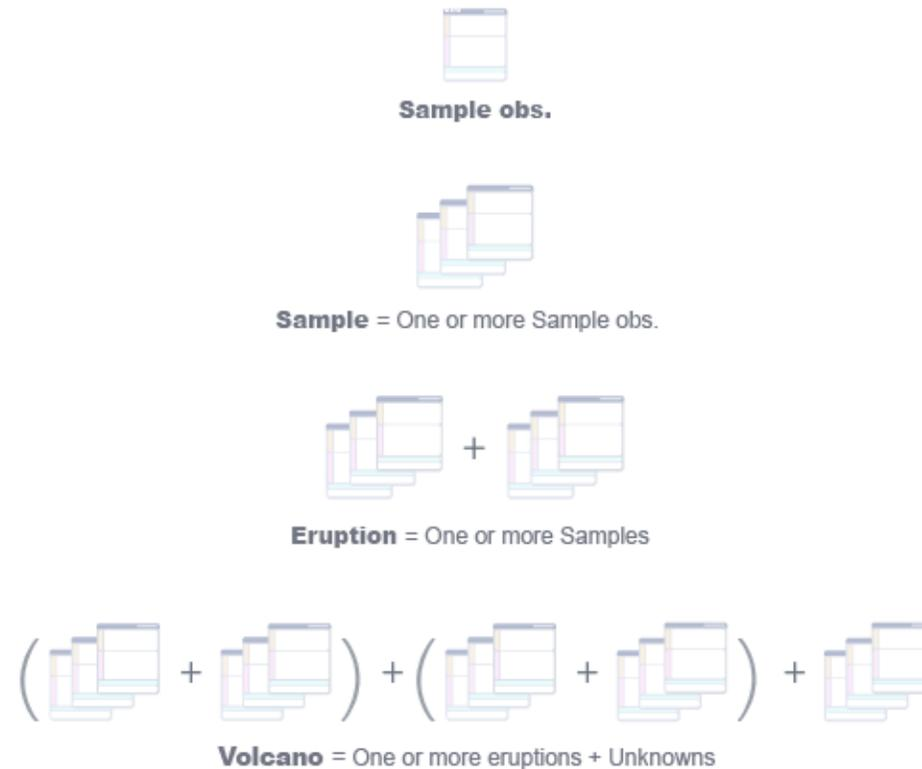 Sample obs.
Sample = One or more Sample obs.
+
Eruption = One or more Samples
( + ) + ( + ) +
Volcano = One or more eruptions + Unknowns